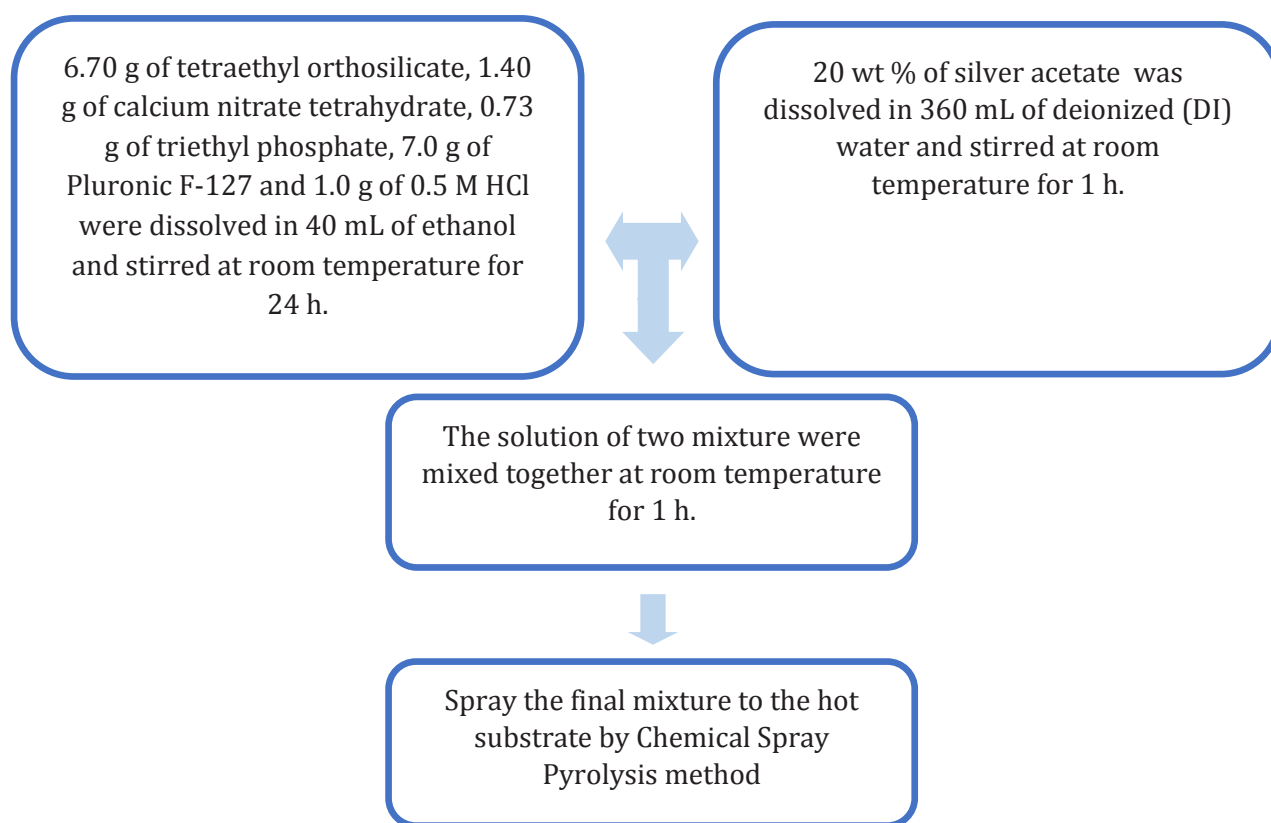 6.70 g of tetraethyl orthosilicate, 1.40
g of calcium nitrate tetrahydrate, 0.73
g of triethyl phosphate, 7.0 g of
Pluronic F-127 and 1.0 g of 0.5 M HCl
were dissolved in 40 mL of ethanol
and stirred at room temperature for
24 h.
20 wt % of silver acetate was
dissolved in 360 mL of deionized (DI)
water and stirred at room
temperature for 1 h.
The solution of two mixture were
mixed together at room temperature
for 1 h.
Spray the final mixture to the hot
substrate by Chemical Spray
Pyrolysis method